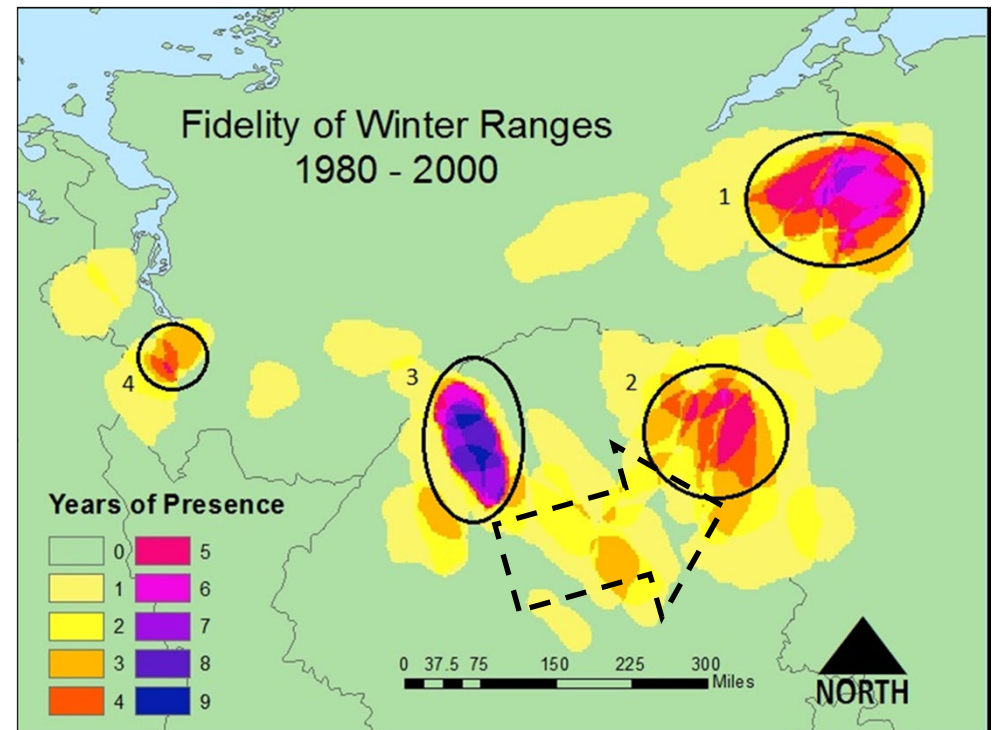 Fidelity of Winter Ranges
1980 - 2000
1
2
3
4
Years of Presence
0 5
1 6
2 7
3 8
4 9
0 37.5 75 150 225 300
Miles
NORTH